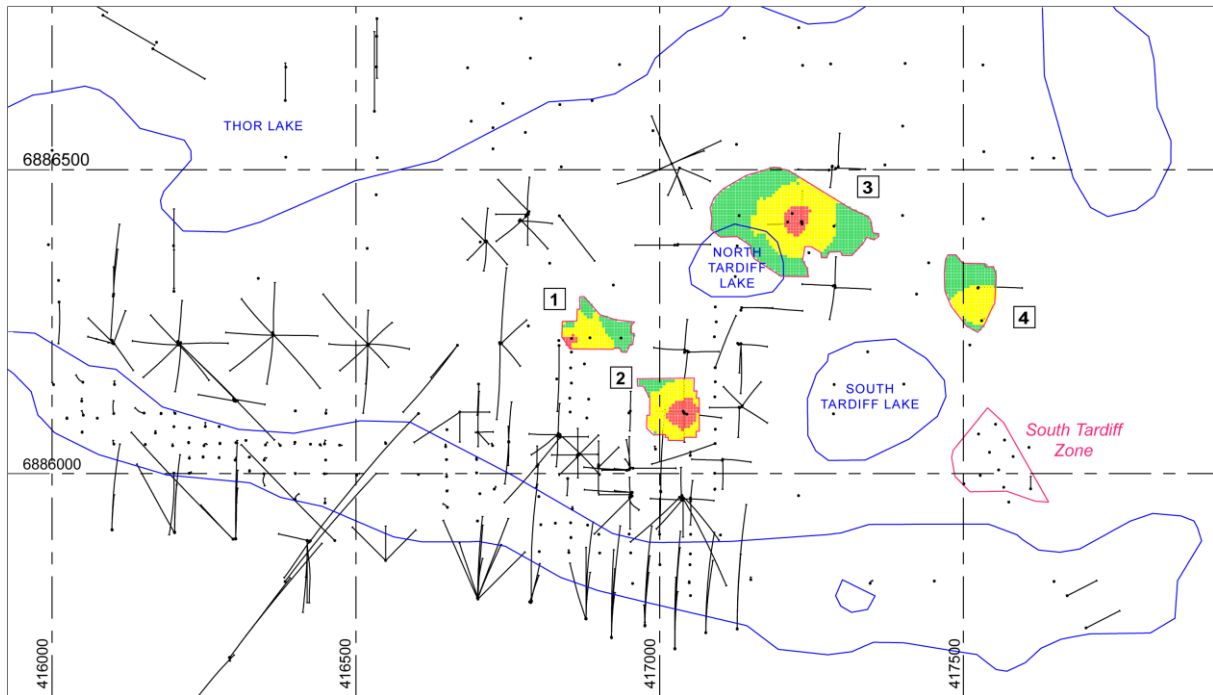 THOR LAKE
6886500
3
NORTH
TARDIFF
LAKE
1
4
2
SOUTH
TARDIFF LAKE
South Tardiff
Zone
6886000
416000
416500
417000
417500